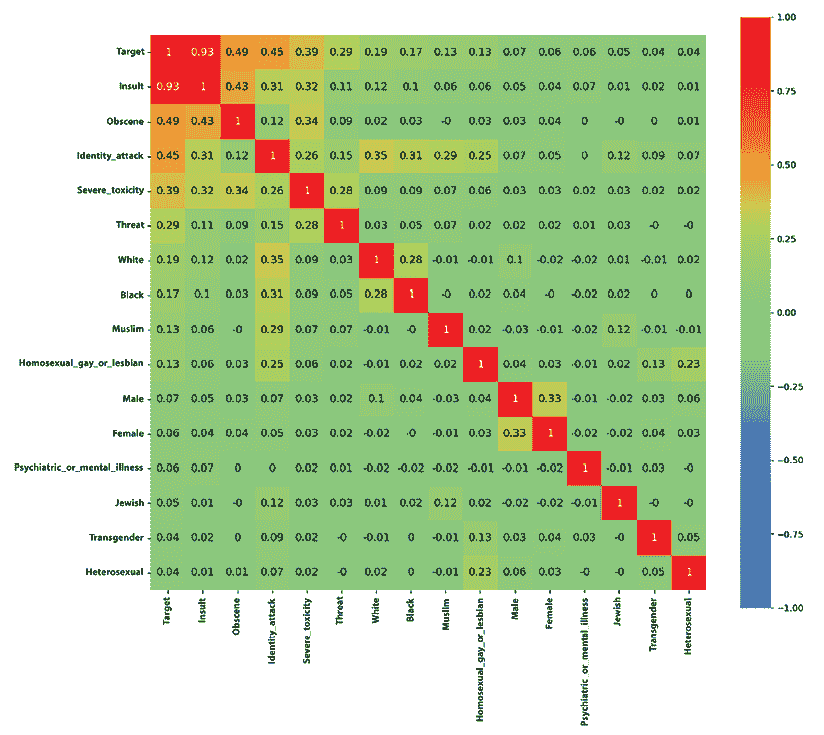 Target 1 0.93 0.49 0.45 0.39 0.29 0.19 0.17 0.13 0.13 0.07 0.06 0.06 0.05 0.04 0.04
Insult 0.93 1 0.43 0.31 0.32 0.11 0.12 0.1 0.06 0.06 0.05 0.04 0.07 0.01 0.02 0.01
Obscene 0.49 0.43 1 0.12 0.34 0.09 0.02 0.03 -0 0.03 0.03 0.04 0 -0 0 0.01
Identity_attack 0.45 0.31 0.12 1 0.26 0.15 0.35 0.31 0.29 0.25 0.07 0.05 0 0.12 0.09 0.07
Severe_toxicity 0.39 0.32 0.34 0.26 1 0.28 0.09 0.09 0.07 0.06 0.03 0.03 0.02 0.03 0.02 0.02
Threat 0.29 0.11 0.09 0.15 0.28 1 0.03 0.05 0.07 0.02 0.02 0.02 0.01 0.03 -0 -0
White 0.19 0.12 0.02 0.35 0.09 0.03 1 0.28 -0.01 -0.01 0.1 -0.02 -0.02 0.01 -0.01 0.02
Black 0.17 0.1 0.03 0.31 0.09 0.05 0.28 1 -0 0.02 0.04 -0 -0.02 0.02 0 0
Muslim 0.13 0.06 -0 0.29 0.07 0.07 -0.01 -0 1 0.02 -0.03 -0.01 -0.02 0.12 -0.01 -0.01
Homosexual_gay_or_lesbian 0.13 0.06 0.03 0.25 0.06 0.02 -0.01 0.02 0.02 1 0.04 0.03 -0.01 0.02 0.13 0.23
Male 0.07 0.05 0.03 0.07 0.03 0.02 0.1 0.04 -0.03 0.04 1 0.33 -0.01 -0.02 0.03 0.06
Female 0.06 0.04 0.04 0.05 0.03 0.02 -0.02 -0 -0.01 0.03 0.33 1 -0.02 -0.02 0.04 0.03
Psychiatric_or_mental_illness 0.06 0.07 0 0 0.02 0.01 -0.02 -0.02 -0.02 -0.01 -0.01 -0.02 1 -0.01 0.03 -0
Jewish 0.05 0.01 -0 0.12 0.03 0.03 0.01 0.02 0.12 0.02 -0.02 -0.02 -0.01 1 -0 -0
Transgender 0.04 0.02 0 0.09 0.02 -0 -0.01 0 -0.01 0.13 0.03 0.04 0.03 -0 1 0.05
Heterosexual 0.04 0.01 0.01 0.07 0.02 -0 0.02 0 -0.01 0.23 0.06 0.03 -0 -0 0.05 1
Target
Insult
Obscene
Identity_attack
Severe_toxicity
Threat
White
Black
Muslim
Homosexual_gay_or_lesbian
Male
Female
Psychiatric_or_mental_illness
Jewish
Transgender
Heterosexual
1.00
0.75
0.50
0.25
0.00
−0.25
−0.50
−0.75
−1.00